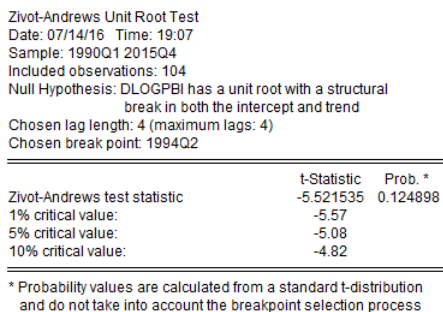 Zivot-Andrews Unit Root Test
Date: 07/14/16 Time: 19:07
Sample: 1990Q1 2015Q4
Included observations: 104
Null Hypothesis: DLOGPBI has a unit root with a structural
break in both the intercept and trend
Chosen lag length: 4 (maximum lags: 4)
Chosen break point: 1994Q2
t-Statistic Prob. *
Zivot-Andrews test statistic -5.521535 0.124898
1% critical value: -5.57
5% critical value: -5.08
10% critical value: -4.82
* Probability values are calculated from a standard t-distribution
and do not take into account the breakpoint selection process